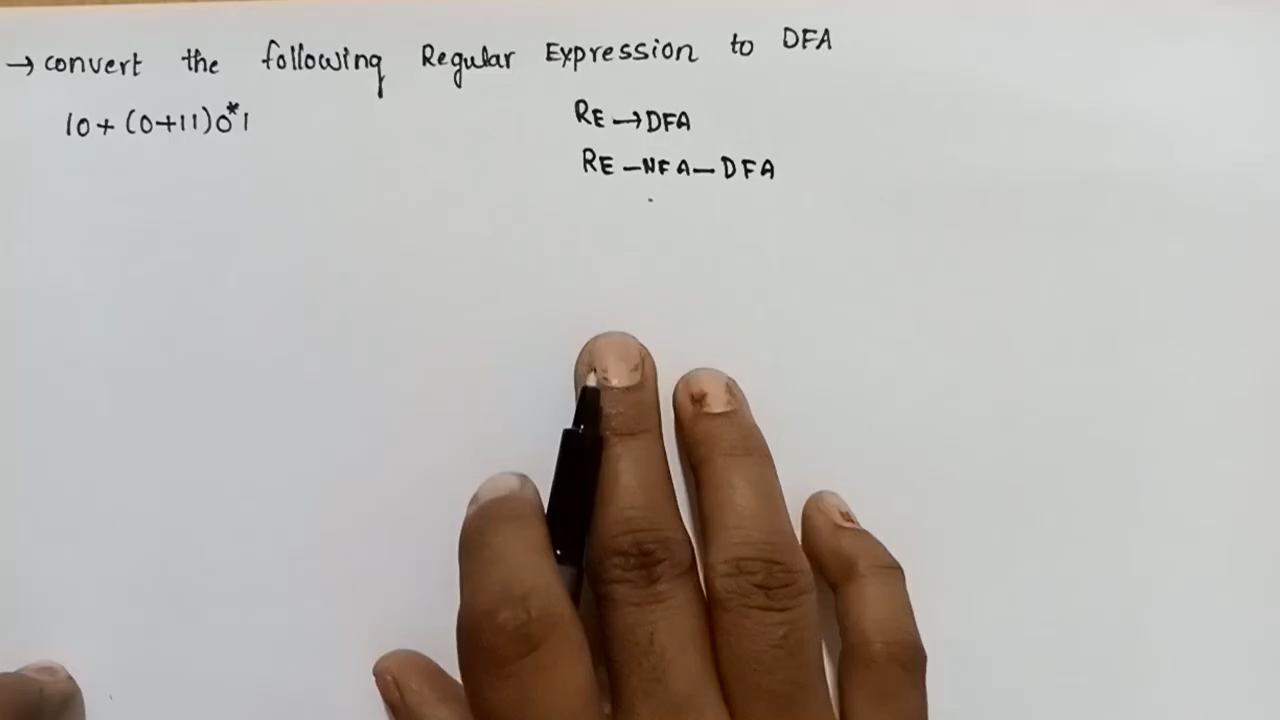 → convert the following Regular Expression to DFA
10+(0+11)0*1
RE → DFA
RE – NFA – DFA